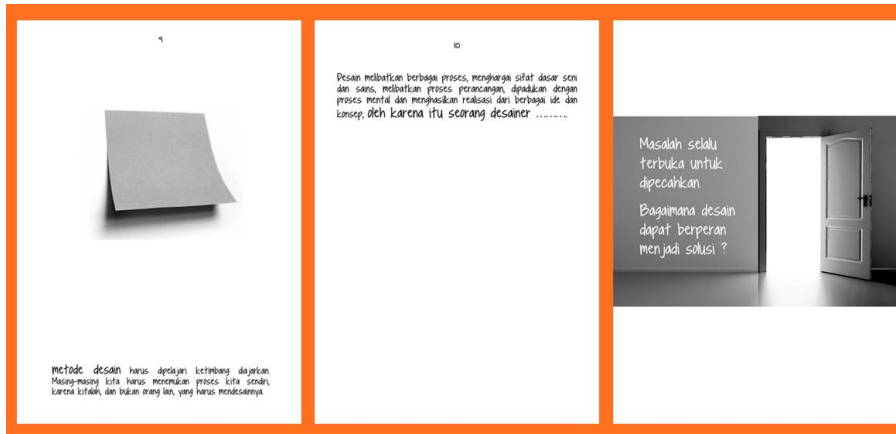 9
metode desain harus dipelajari ketimbang diajarkan.
Masing-masing kita harus menemukan proses kita sendiri,
karena kitalah, dan bukan orang lain, yang harus mendesainnya.
10
Desain melibatkan berbagai proses, menghargai sifat dasar seni
dan sains, melibatkan proses perancangan, dipadukan dengan
proses mental dan menghasilkan realisasi dari berbagai ide dan
konsep, oleh karena itu seorang desainer ..........
Masalah selalu
terbuka untuk
dipecahkan.
Bagaimana desain
dapat berperan
menjadi solusi ?